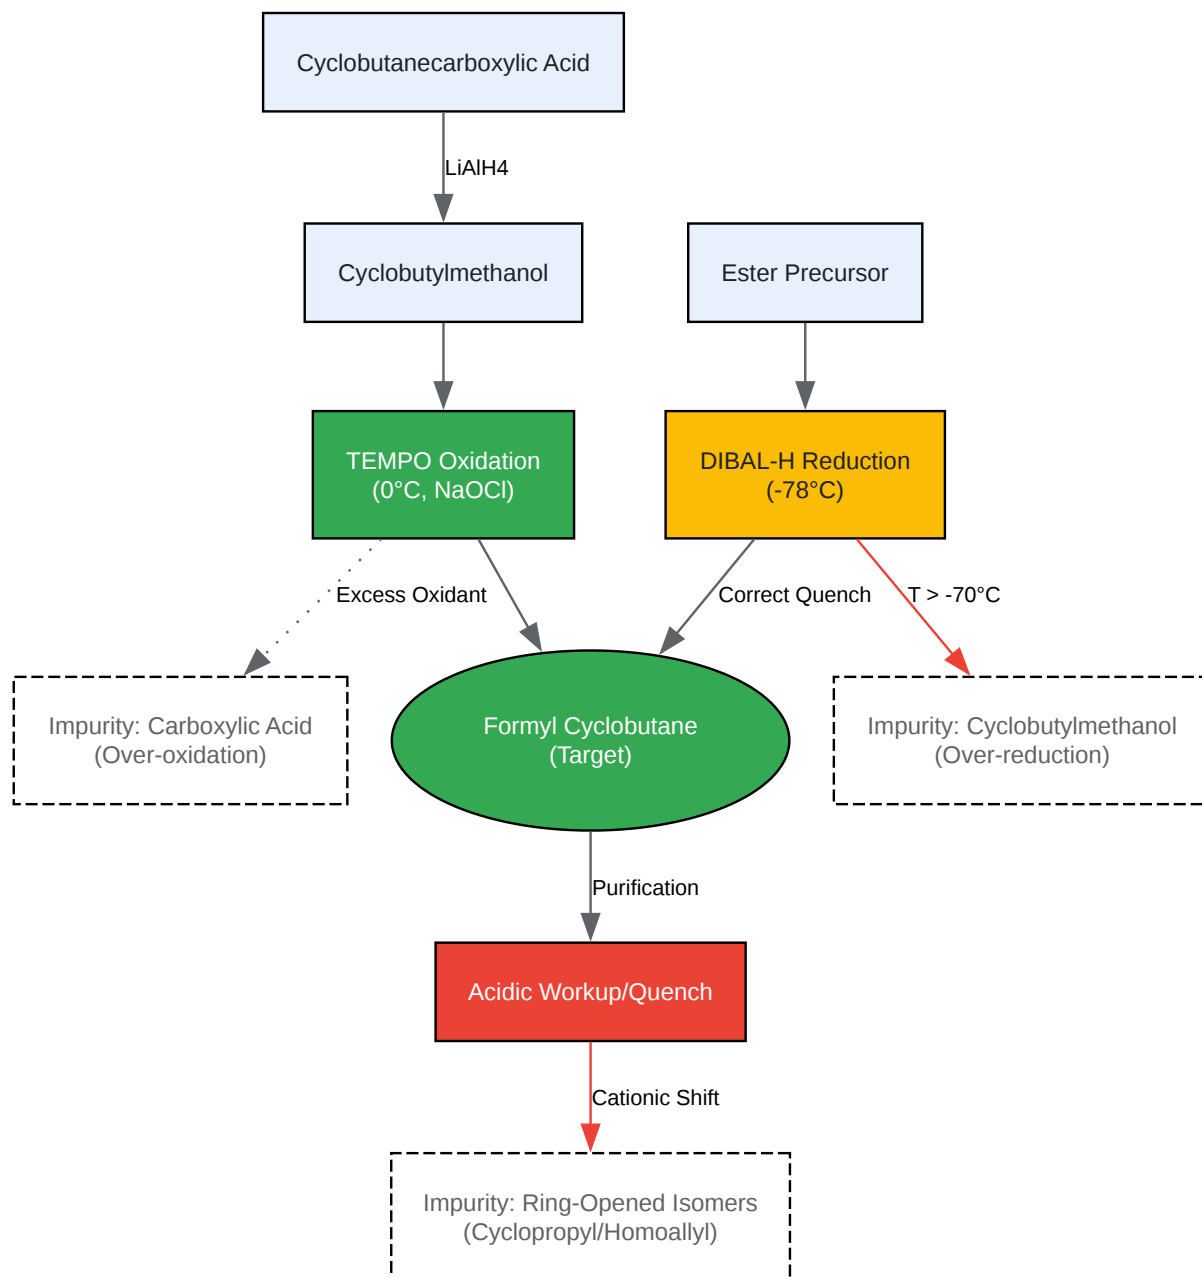 Cyclobutanecarboxylic Acid
LiAlH4
Cyclobutylmethanol
Ester Precursor
TEMPO Oxidation
(0°C, NaOCl)
DIBAL-H Reduction
(-78°C)
Excess Oxidant
Correct Quench
T > -70°C
Impurity: Carboxylic Acid
(Over-oxidation)
Formyl Cyclobutane
(Target)
Impurity: Cyclobutylmethanol
(Over-reduction)
Purification
Acidic Workup/Quench
Cationic Shift
Impurity: Ring-Opened Isomers
(Cyclopropyl/Homoallyl)